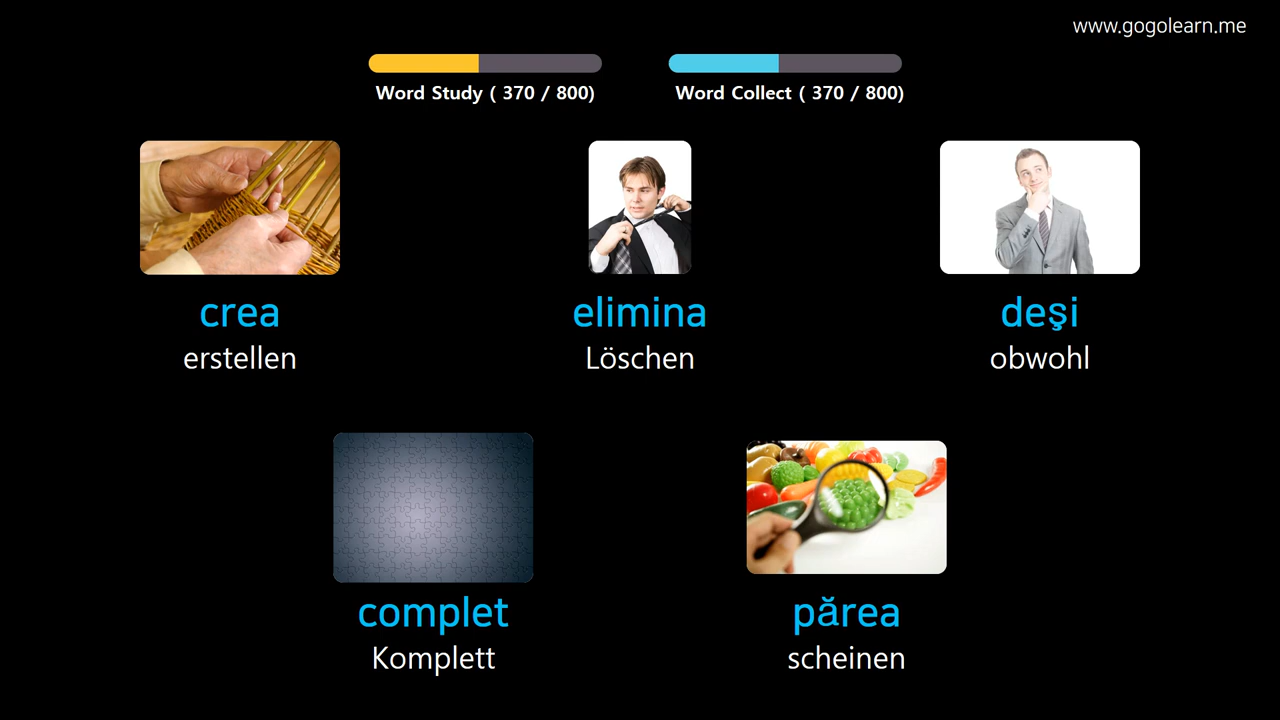 www.gogolearn.me
Word Study ( 370 / 800)
Word Collect ( 370 / 800)
crea
erstellen
elimina
Löschen
deşi
obwohl
complet
Komplett
părea
scheinen